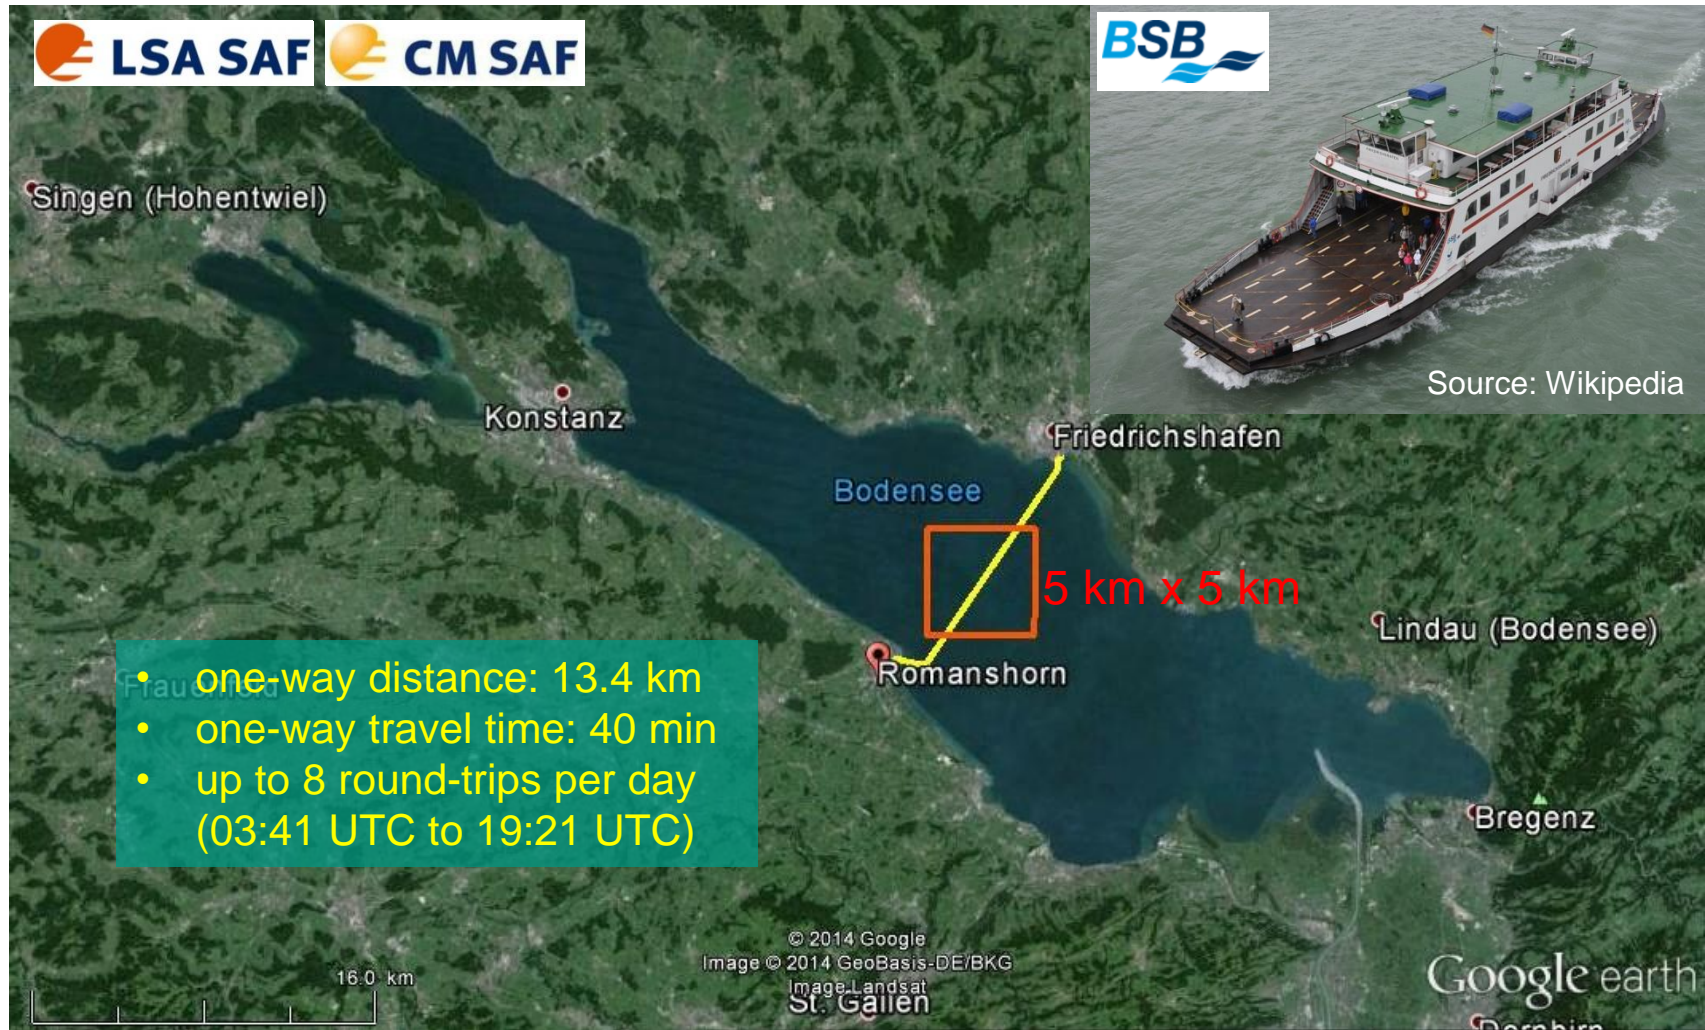 LSA SAF
CM SAF
BSB
Source: Wikipedia
Singen (Hohentwiel)
Konstanz
Friedrichshafen
Bodensee
5 km x 5 km
Lindau (Bodensee)
Romanshorn
Frauenfeld
• one-way distance: 13.4 km
• one-way travel time: 40 min
• up to 8 round-trips per day
(03:41 UTC to 19:21 UTC)
Bregenz
© 2014 Google
Image © 2014 GeoBasis-DE/BKG
Image Landsat
St. Gallen
16.0 km
Google earth
Dornbirn